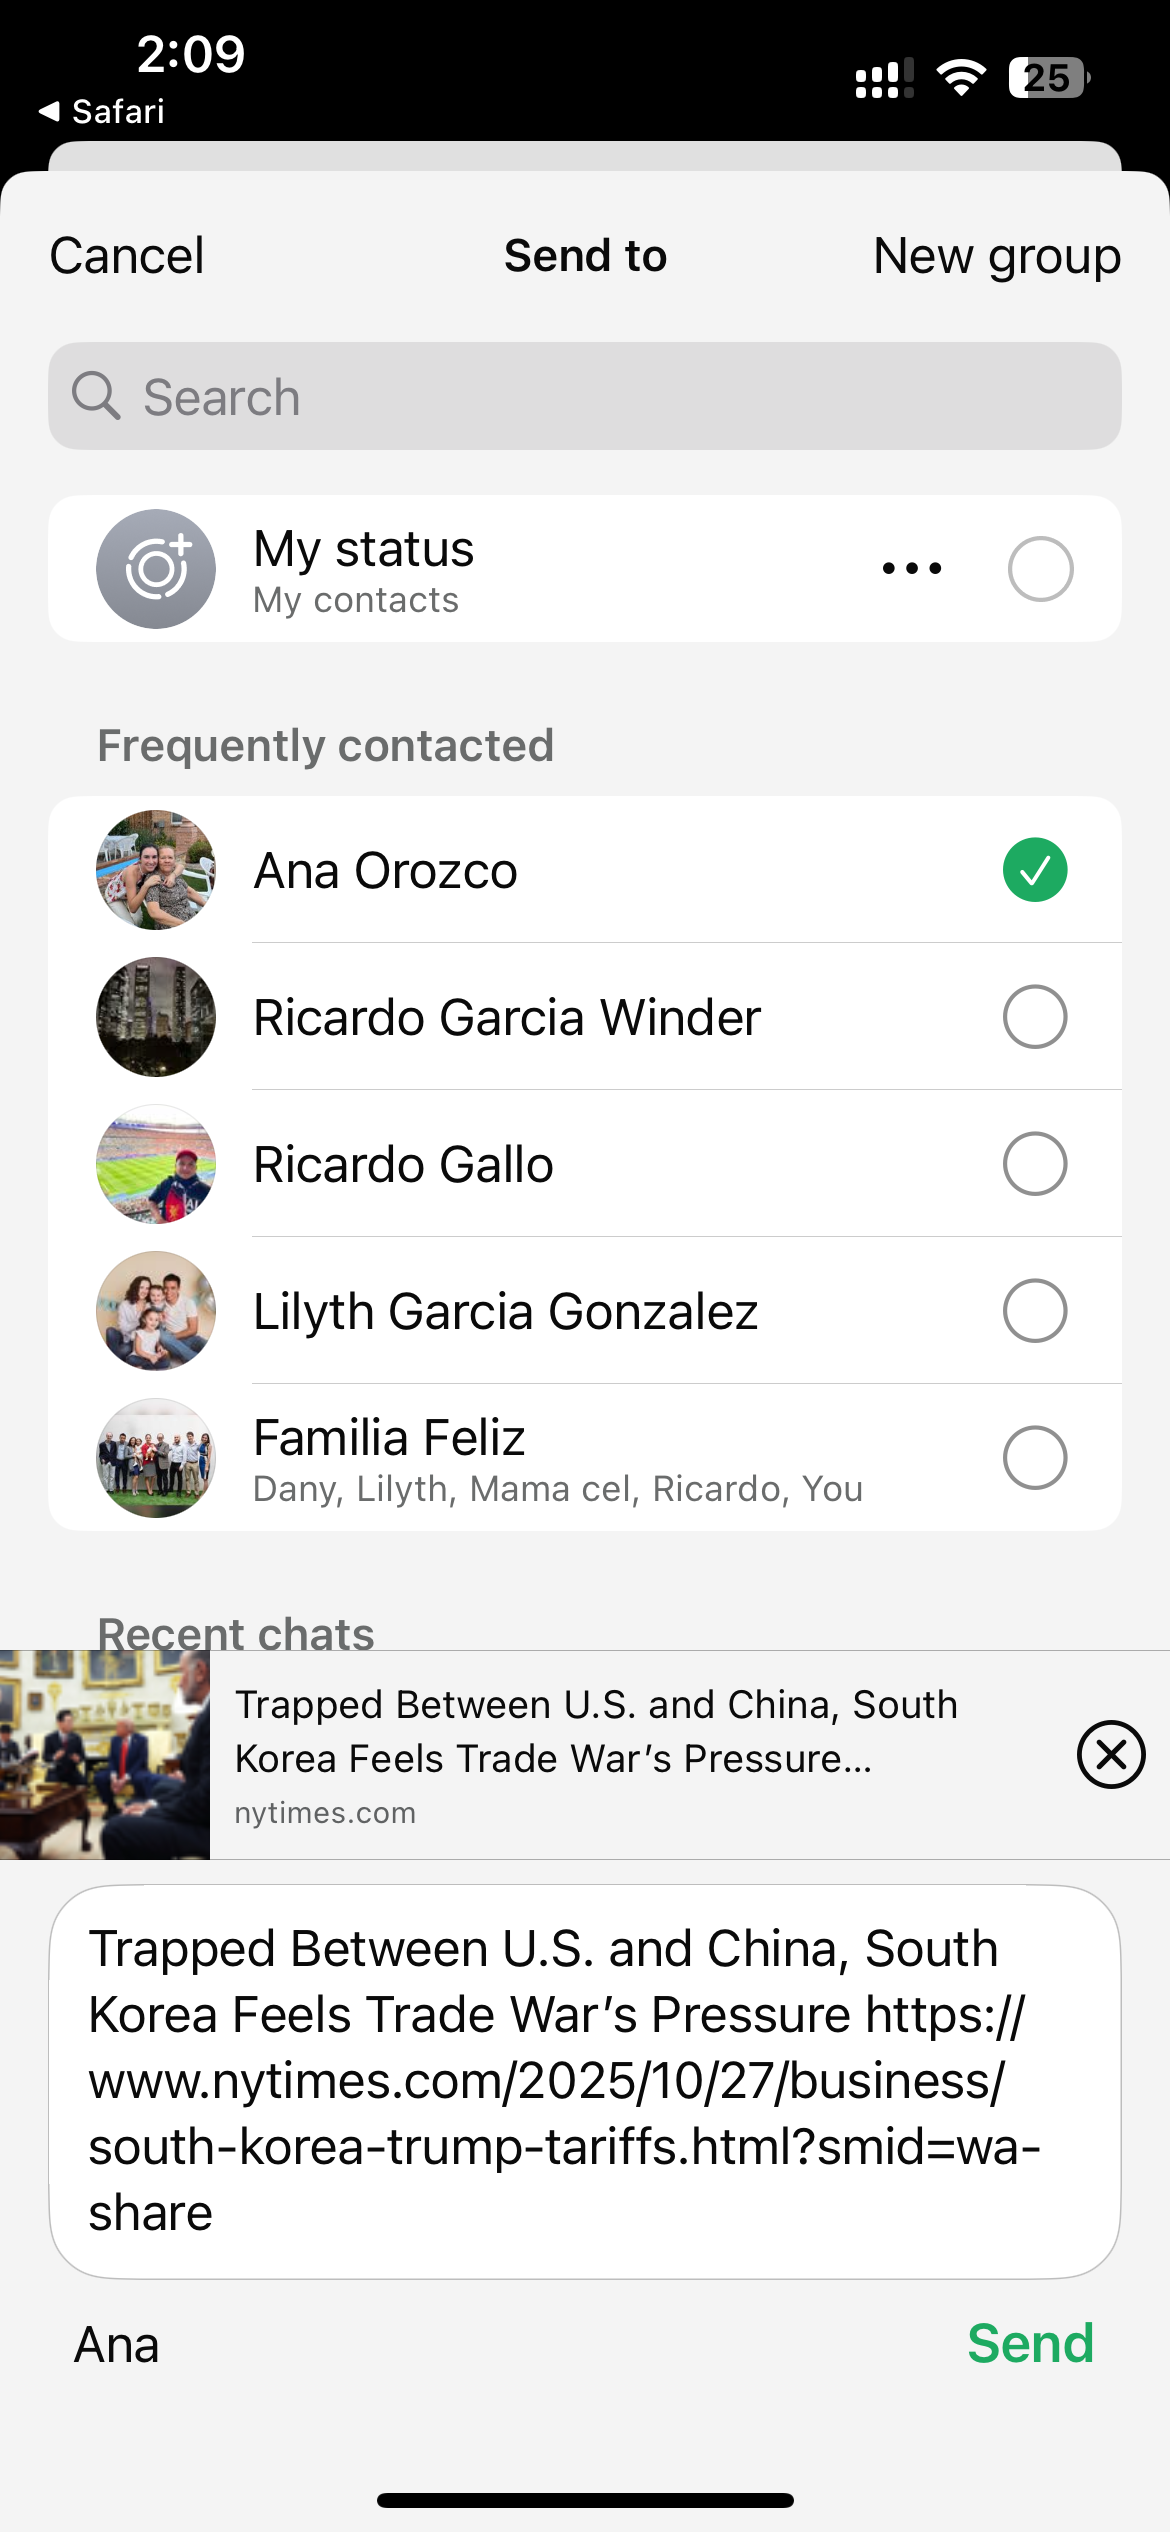 2:09
25
◀ Safari
Cancel
Send to
New group
Search
My status
My contacts
Frequently contacted
Ana Orozco
Ricardo Garcia Winder
Ricardo Gallo
Lilyth Garcia Gonzalez
Familia Feliz
Dany, Lilyth, Mama cel, Ricardo, You
Recent chats
Trapped Between U.S. and China, South
Korea Feels Trade War’s Pressure...
nytimes.com
Trapped Between U.S. and China, South
Korea Feels Trade War’s Pressure https://
www.nytimes.com/2025/10/27/business/
south-korea-trump-tariffs.html?smid=wa-
share
Ana
Send